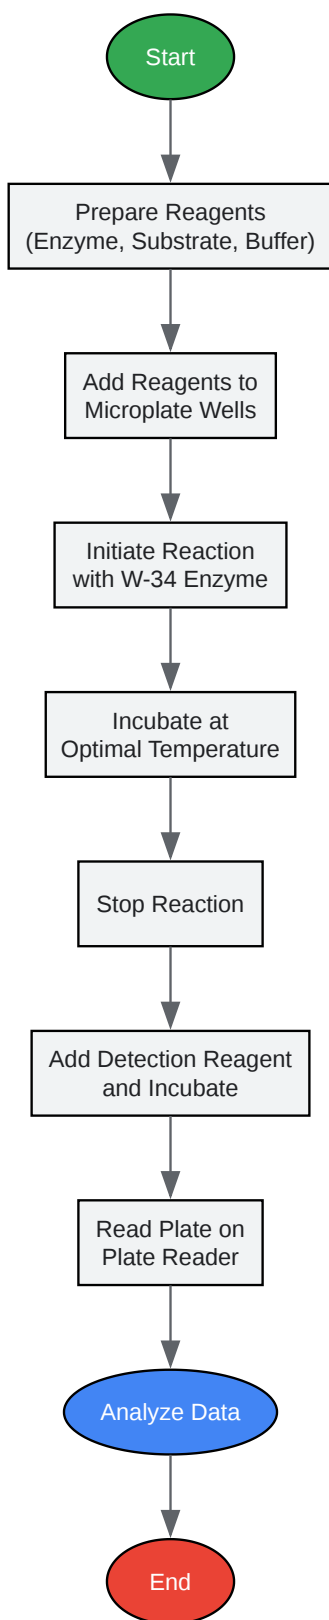 Start
Prepare Reagents
(Enzyme, Substrate, Buffer)
Add Reagents to
Microplate Wells
Initiate Reaction
with W-34 Enzyme
Incubate at
Optimal Temperature
Stop Reaction
Add Detection Reagent
and Incubate
Read Plate on
Plate Reader
Analyze Data
End